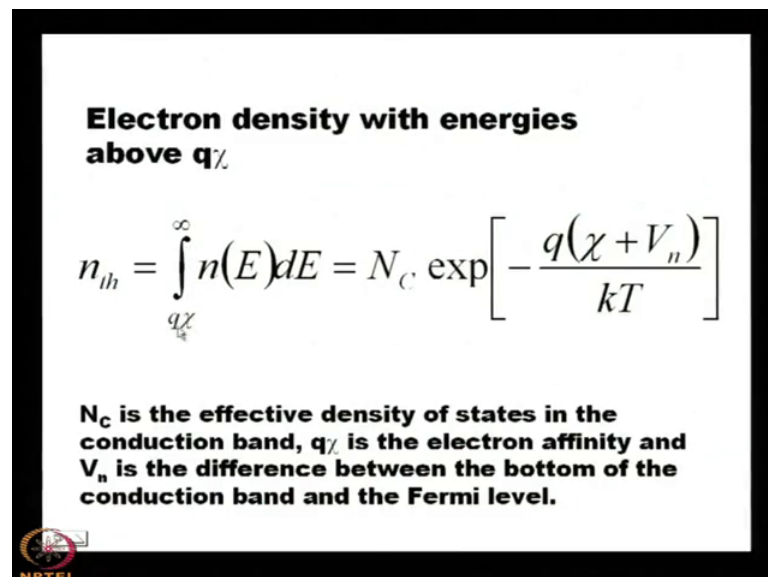 Electron density with energies
above qχ
n_th = ∫_{qχ}^{∞} n(E)dE = N_C exp[ − q(χ + V_n) / kT ]
N_c is the effective density of states in the
conduction band, qχ is the electron affinity and
V_n is the difference between the bottom of the
conduction band and the Fermi level.
NPTEL